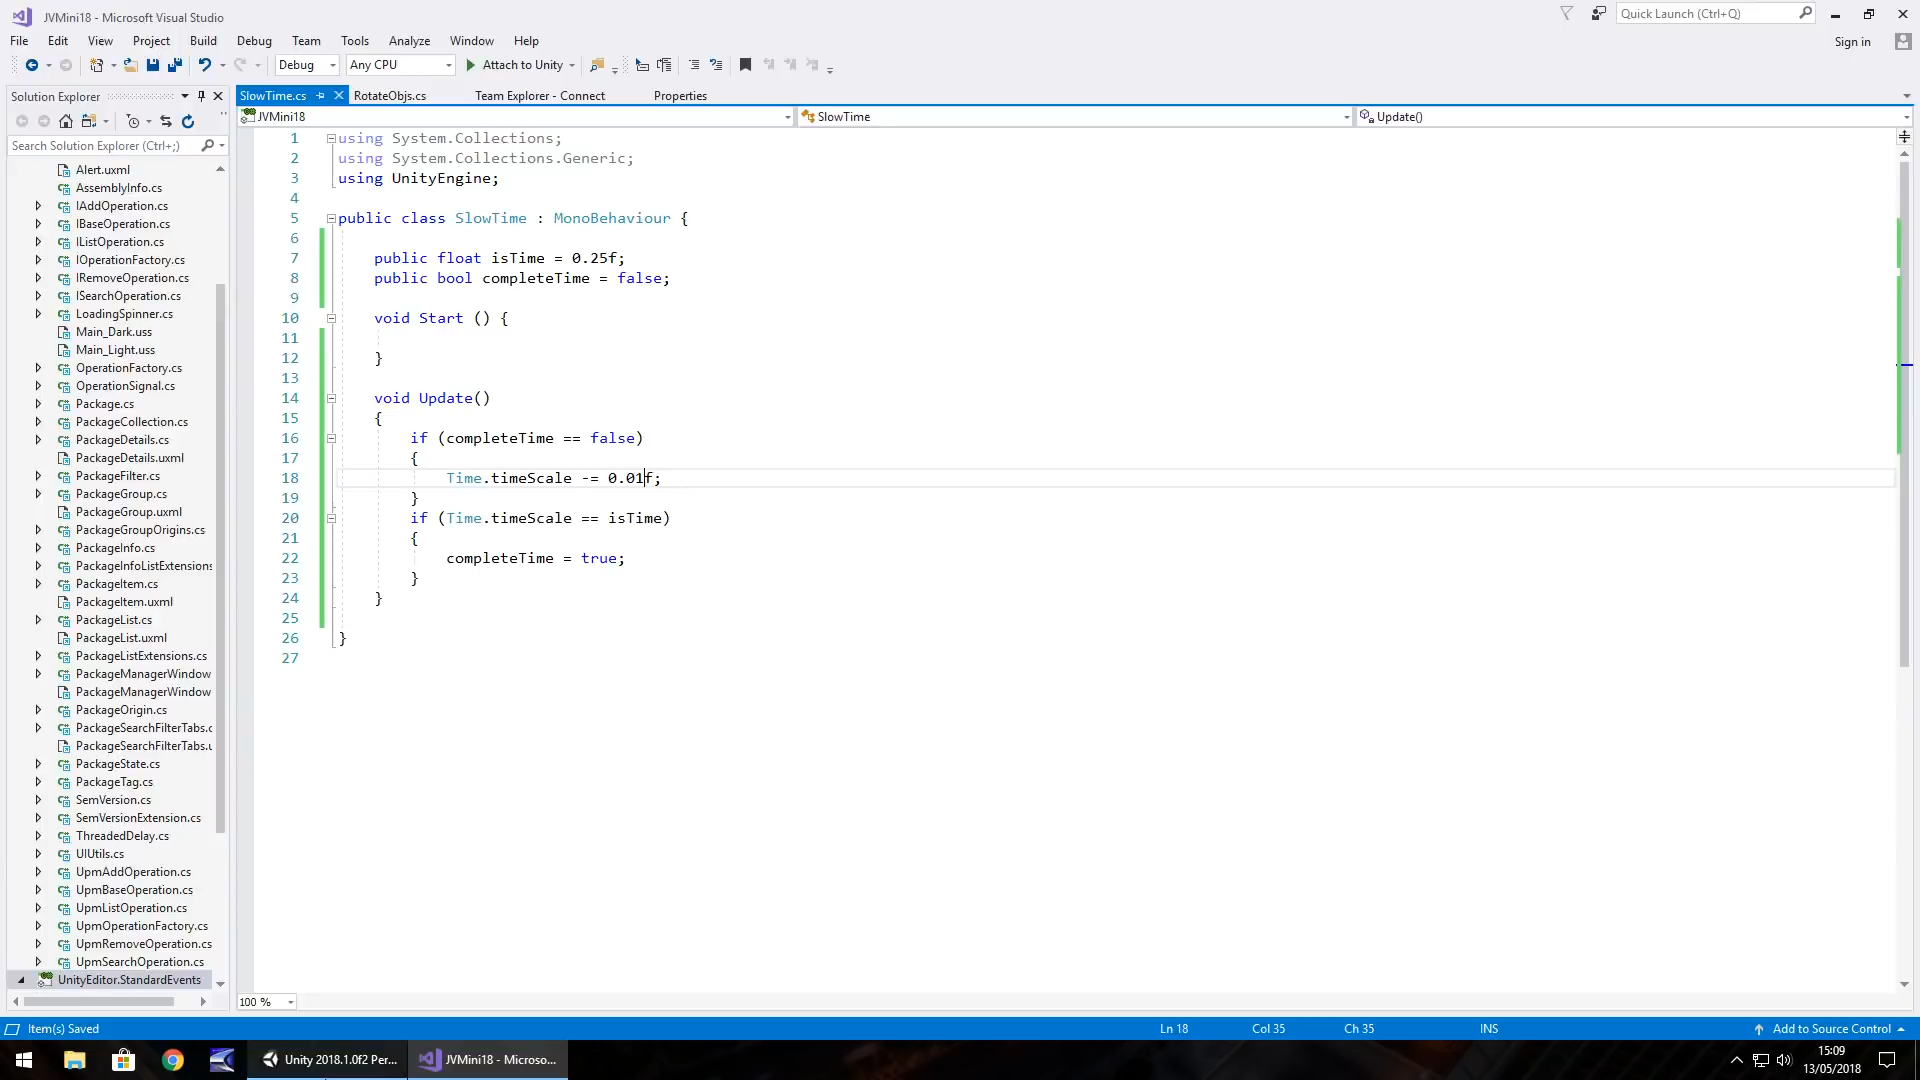 JVMini18 - Microsoft Visual Studio
Quick Launch (Ctrl+Q)
File Edit View Project Build Debug Team Tools Analyze Window Help
Sign in
Debug Any CPU Attach to Unity
Solution Explorer
SlowTime.cs RotateObjs.cs Team Explorer - Connect Properties
JVMini18 SlowTime Update()
Search Solution Explorer (Ctrl+;)
Alert.uxml
AssemblyInfo.cs
IAddOperation.cs
IBaseOperation.cs
IListOperation.cs
IOperationFactory.cs
IRemoveOperation.cs
ISearchOperation.cs
LoadingSpinner.cs
Main_Dark.uss
Main_Light.uss
OperationFactory.cs
OperationSignal.cs
Package.cs
PackageCollection.cs
PackageDetails.cs
PackageDetails.uxml
PackageFilter.cs
PackageGroup.cs
PackageGroup.uxml
PackageGroupOrigins.cs
PackageInfo.cs
PackageInfoListExtensions
PackageItem.cs
PackageItem.uxml
PackageList.cs
PackageList.uxml
PackageListExtensions.cs
PackageManagerWindow
PackageManagerWindow
PackageOrigin.cs
PackageSearchFilterTabs.c
PackageSearchFilterTabs.u
PackageState.cs
PackageTag.cs
SemVersion.cs
SemVersionExtension.cs
ThreadedDelay.cs
UIUtils.cs
UpmAddOperation.cs
UpmBaseOperation.cs
UpmListOperation.cs
UpmOperationFactory.cs
UpmRemoveOperation.cs
UpmSearchOperation.cs
UnityEditor.StandardEvents
1 using System.Collections;
2 using System.Collections.Generic;
3 using UnityEngine;
4
5 public class SlowTime : MonoBehaviour {
6
7 public float isTime = 0.25f;
8 public bool completeTime = false;
9
10 void Start () {
11
12 }
13
14 void Update()
15 {
16 if (completeTime == false)
17 {
18 Time.timeScale -= 0.01f;
19 }
20 if (Time.timeScale == isTime)
21 {
22 completeTime = true;
23 }
24 }
25
26 }
27
100 %
Item(s) Saved Ln 18 Col 35 Ch 35 INS Add to Source Control
Unity 2018.1.0f2 Per... JVMini18 - Microso...
15:09
13/05/2018